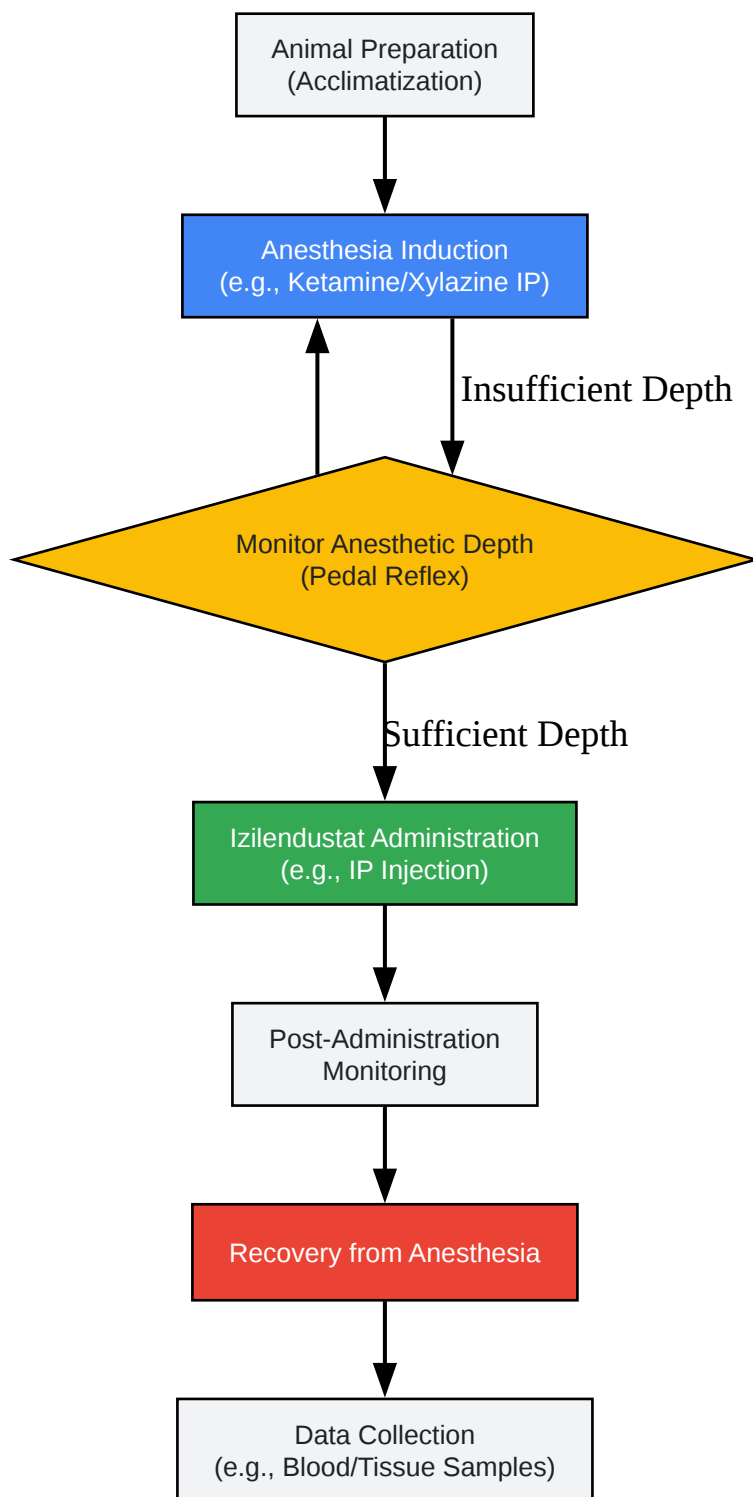 Animal Preparation
(Acclimatization)
Anesthesia Induction
(e.g., Ketamine/Xylazine IP)
Insufficient Depth
Monitor Anesthetic Depth
(Pedal Reflex)
Sufficient Depth
Izilendustat Administration
(e.g., IP Injection)
Post-Administration
Monitoring
Recovery from Anesthesia
Data Collection
(e.g., Blood/Tissue Samples)